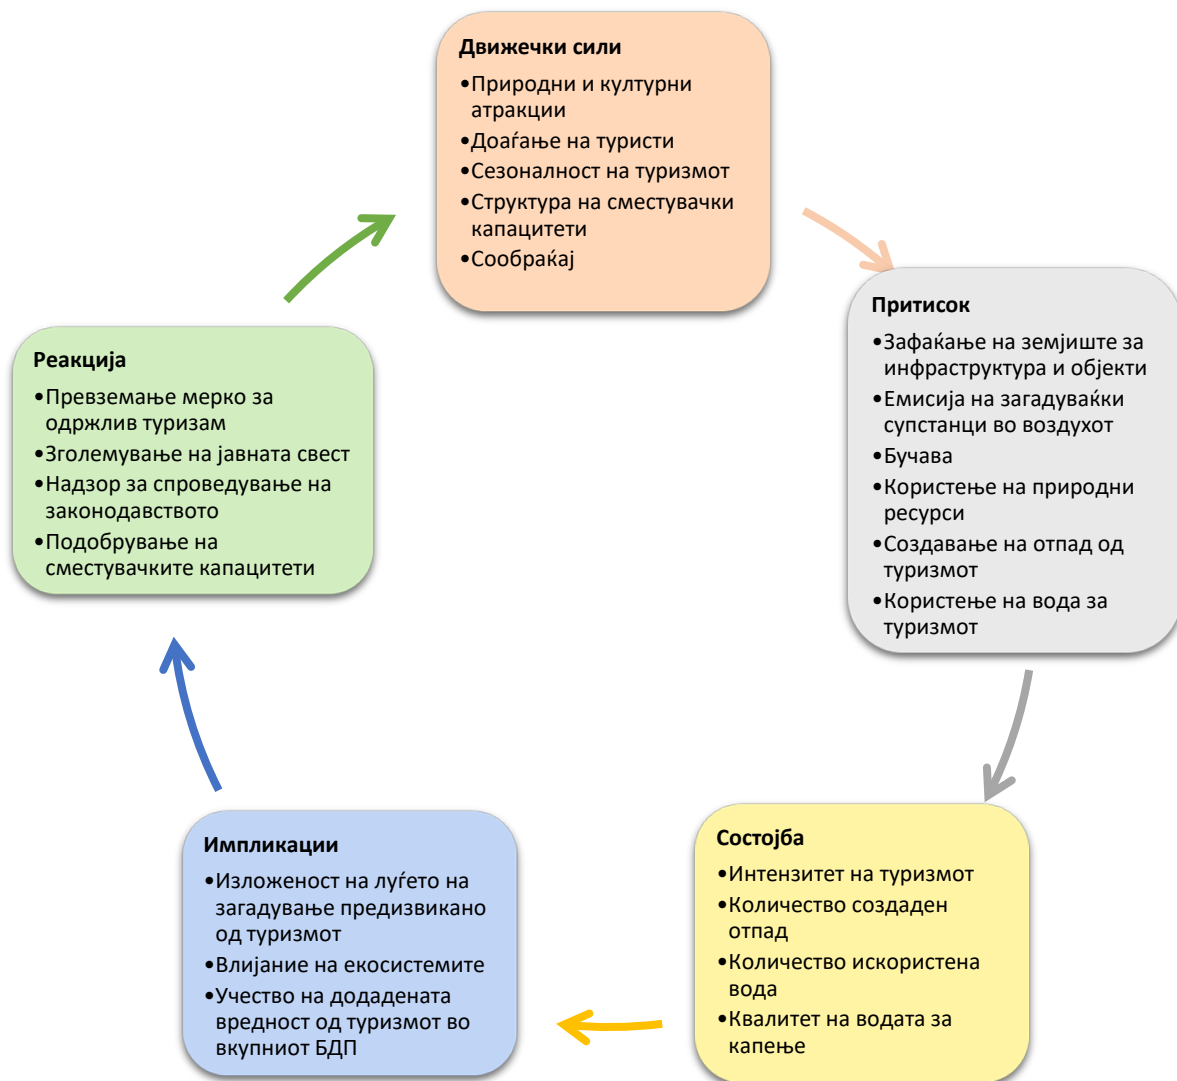 Движечки сили
•Природни и културни
атракции
•Доаѓање на туристи
•Сезоналност на туризмот
•Структура на сместувачки
капацитети
•Сообраќај
Притисок
•Зафаќање на земјиште за
инфраструктура и објекти
•Емисија на загадуваќки
супстанци во воздухот
•Бучава
•Користење на природни
ресурси
•Создавање на отпад од
туризмот
•Користење на вода за
туризмот
Состојба
•Интензитет на туризмот
•Количество создаден
отпад
•Количество искористена
вода
•Квалитет на водата за
капење
Импликации
•Изложеност на луѓето на
загадување предизвикано
од туризмот
•Влијание на екосистемите
•Учество на додадената
вредност од туризмот во
вкупниот БДП
Реакција
•Превземање мерко за
одржлив туризам
•Зголемување на јавната свест
•Надзор за спроведување на
законодавството
•Подобрување на
сместувачките капацитети